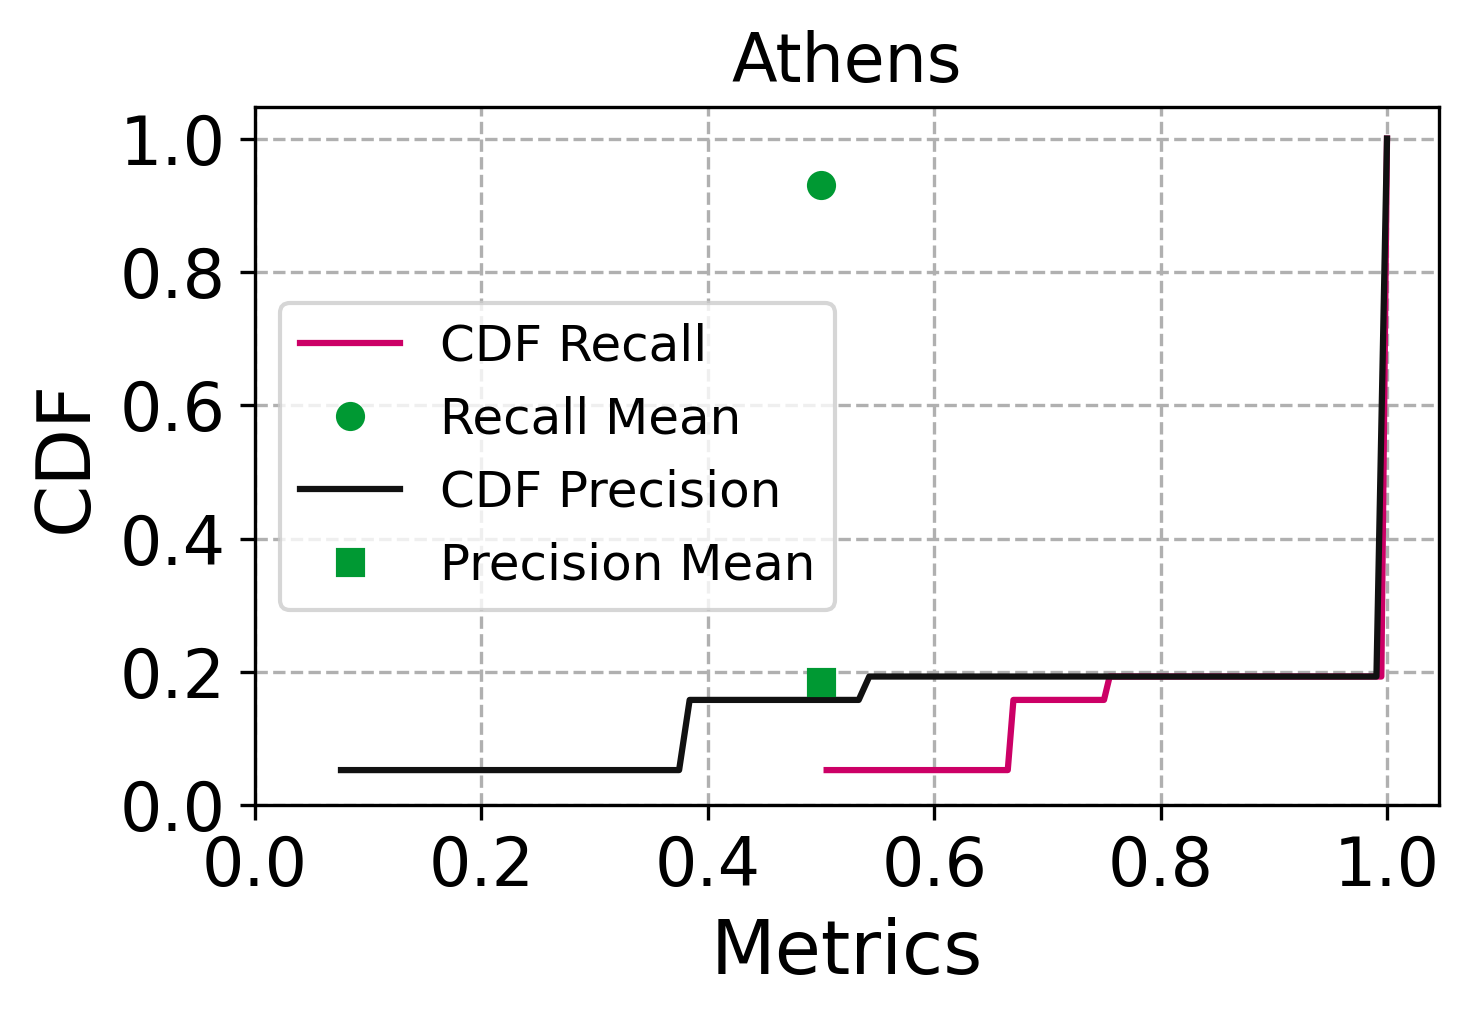 Athens
CDF
1.0
0.8
0.6
0.4
0.2
0.0
CDF Recall
Recall Mean
CDF Precision
Precision Mean
0.0 0.2 0.4 0.6 0.8 1.0
Metrics